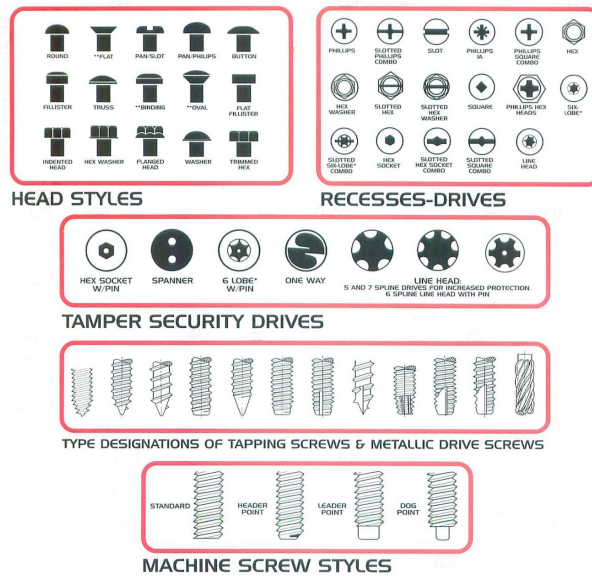 ROUND
**FLAT
PAN/SLOT
PAN/PHILIPS
BUTTON
FILLISTER
TRUSS
**BINDING
**OVAL
FLAT
FILLISTER
INDENTED
HEAD
HEX WASHER
FLANGED
HEAD
WASHER
TRIMMED
HEX
HEAD STYLES
PHILLIPS
SLOTTED
PHILLIPS
COMBO
SLOT
PHILLIPS
IA
PHILLIPS
SQUARE
COMBO
HEX
HEX
WASHER
SLOTTED
HEX
SLOTTED
HEX
WASHER
SQUARE
PHILLIPS HEX
HEADS
SIX-
LOBE*
SLOTTED
SIX-LOBE*
COMBO
HEX
SOCKET
SLOTTED
HEX SOCKET
COMBO
SLOTTED
SQUARE
COMBO
LINE
HEAD
RECESSES-DRIVES
HEX SOCKET
W/PIN
SPANNER
6 LOBE*
W/PIN
ONE WAY
LINE HEAD:
5 AND 7 SPLINE DRIVES FOR INCREASED PROTECTION
6 SPLINE LINE HEAD WITH PIN
TAMPER SECURITY DRIVES
TYPE DESIGNATIONS OF TAPPING SCREWS & METALLIC DRIVE SCREWS
STANDARD
HEADER
POINT
LEADER
POINT
DOG
POINT
MACHINE SCREW STYLES